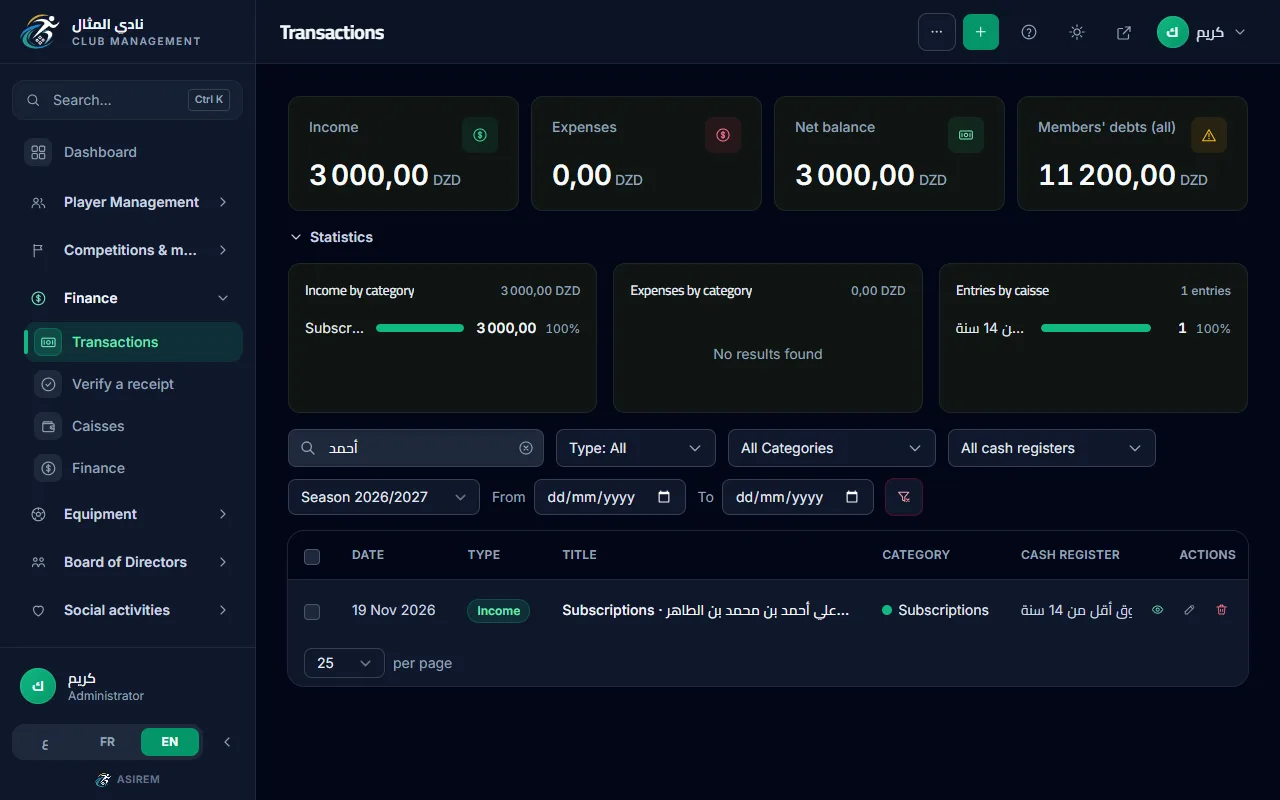 نادي المثال
CLUB MANAGEMENT
Search...
Ctrl K
Dashboard
Player Management
Competitions & m...
Finance
Transactions
Verify a receipt
Caisses
Finance
Equipment
Board of Directors
Social activities
ك
كريم
Administrator
ع
FR
EN
ASIREM
Transactions
ك
كريم
Income
3 000,00 DZD
Expenses
0,00 DZD
Net balance
3 000,00 DZD
Members' debts (all)
11 200,00 DZD
Statistics
Income by category
3 000,00 DZD
Subscr...
3 000,00
100%
Expenses by category
0,00 DZD
No results found
Entries by caisse
1 entries
ن 14 سنة...
1
100%
أحمد
Type: All
All Categories
All cash registers
Season 2026/2027
From
dd/mm/yyyy
To
dd/mm/yyyy
DATE
TYPE
TITLE
CATEGORY
CASH REGISTER
ACTIONS
19 Nov 2026
Income
Subscriptions · علي أحمد بن محمد بن الطاهر...
Subscriptions
وق أقل من 14 سنة
25
per page